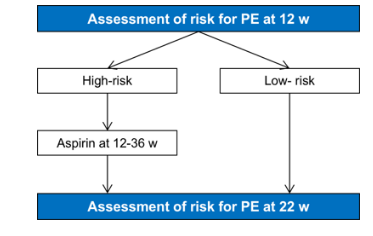 Assessment of risk for PE at 12 w
High-risk
Low- risk
Aspirin at 12-36 w
Assessment of risk for PE at 22 w